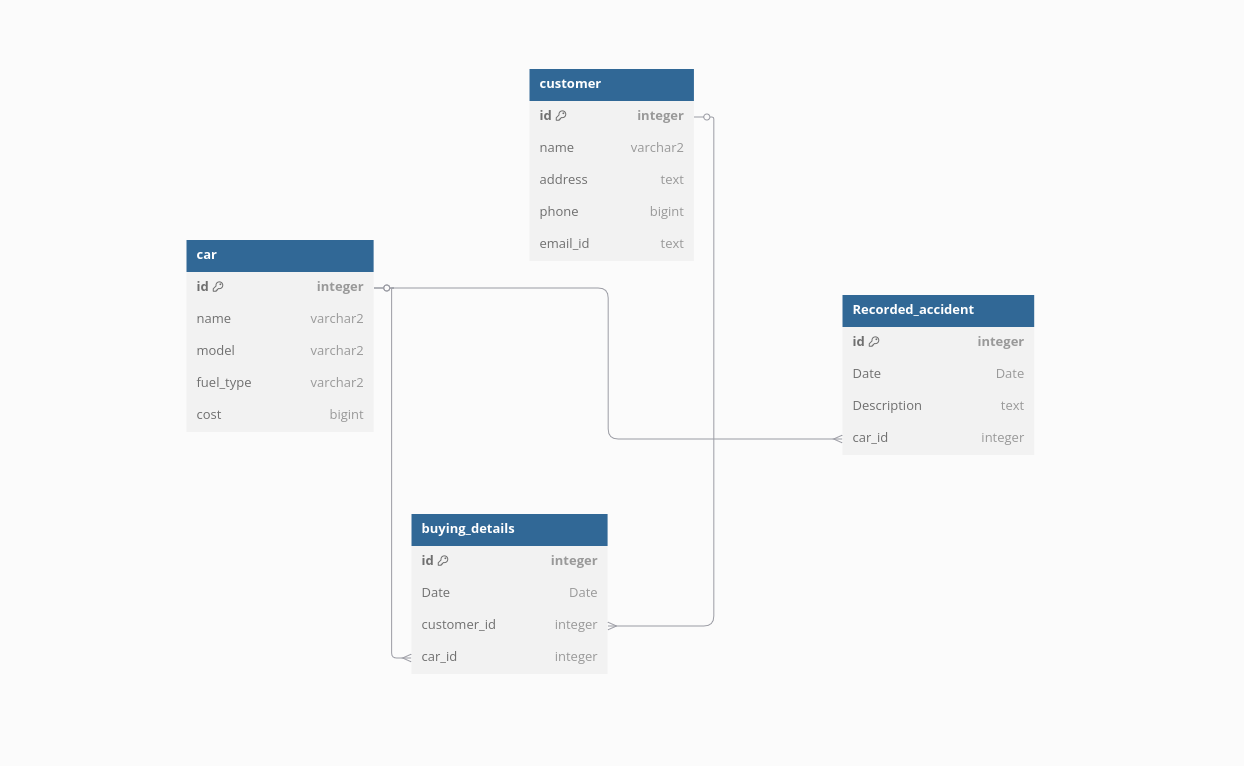 customer
id integer
name varchar2
address text
phone bigint
email_id text
car
id integer
name varchar2
model varchar2
fuel_type varchar2
cost bigint
Recorded_accident
id integer
Date Date
Description text
car_id integer
buying_details
id integer
Date Date
customer_id integer
car_id integer